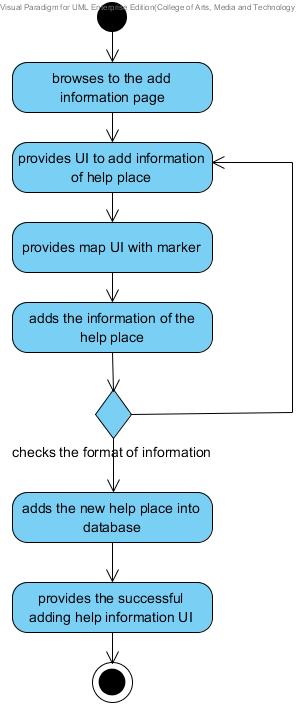 Visual Paradigm for UML Enterprise Edition(College of Arts, Media and Technology
browses to the add
information page
provides UI to add information
of help place
provides map UI with marker
adds the information of the
help place
checks the format of information
adds the new help place into
database
provides the successful
adding help information UI